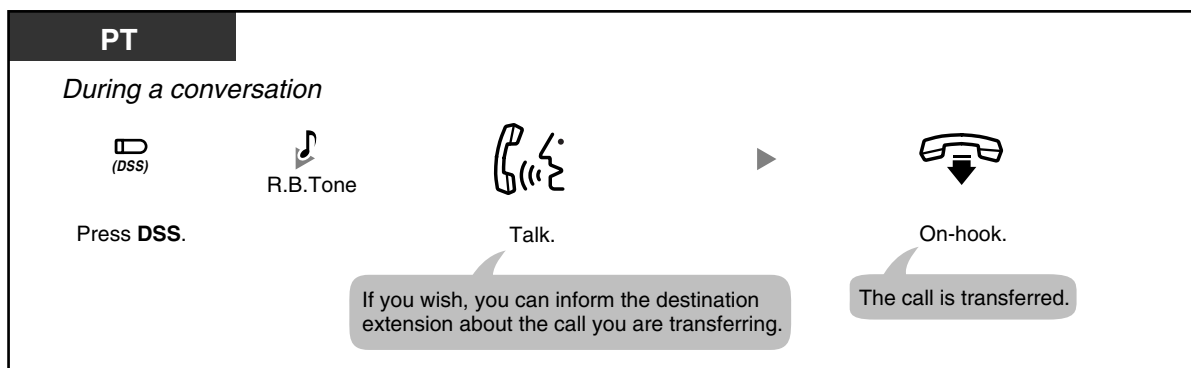 PT
During a conversation
(DSS)
R.B.Tone
Press DSS.
Talk.
On-hook.
If you wish, you can inform the destination
extension about the call you are transferring.
The call is transferred.